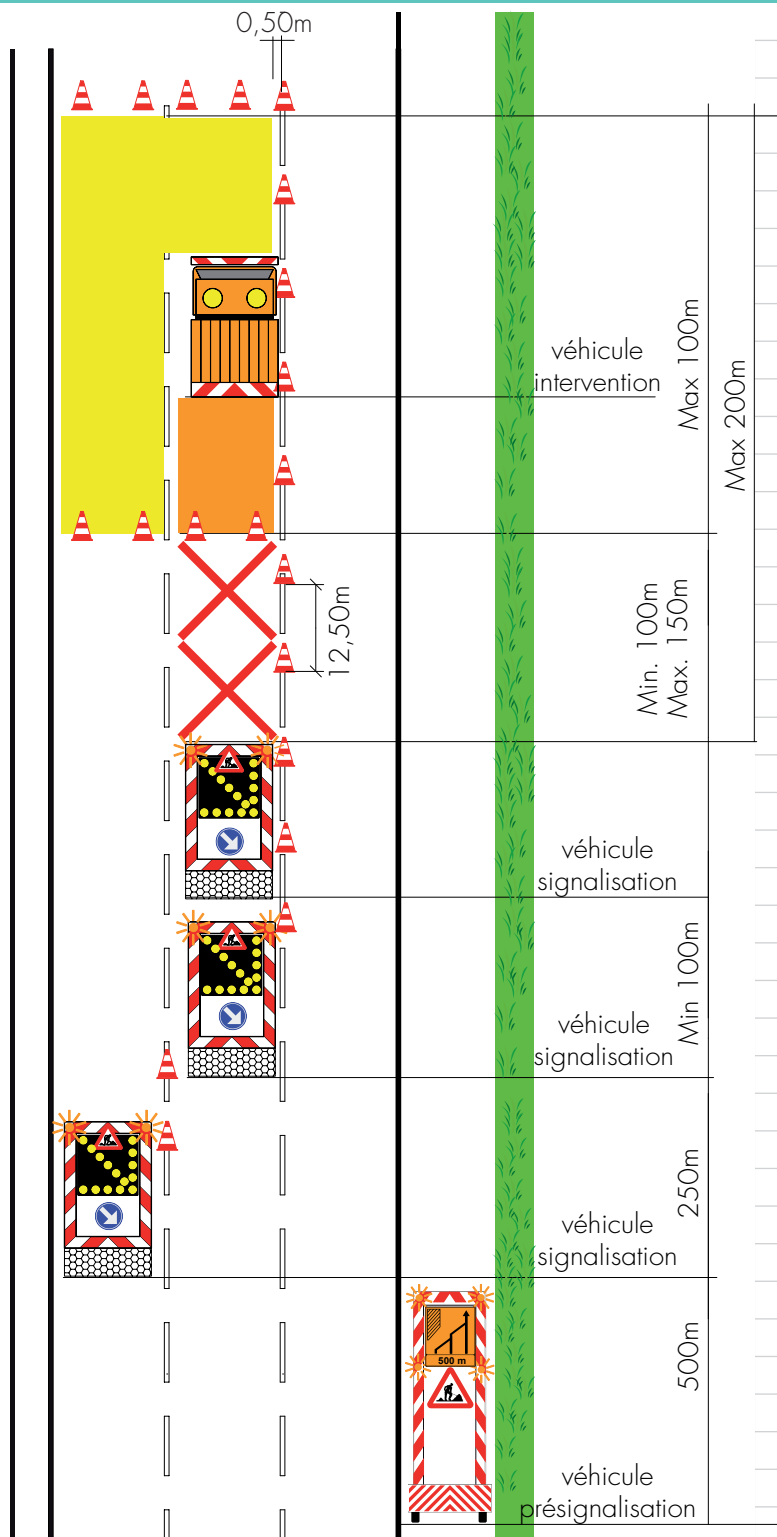 0,50m
véhicule
intervention
Max 100m
Max 200m
12,50m
Min. 100m
Max. 150m
véhicule
signalisation
véhicule
signalisation
Min 100m
véhicule
signalisation
250m
500 m
500m
véhicule
présignalisation